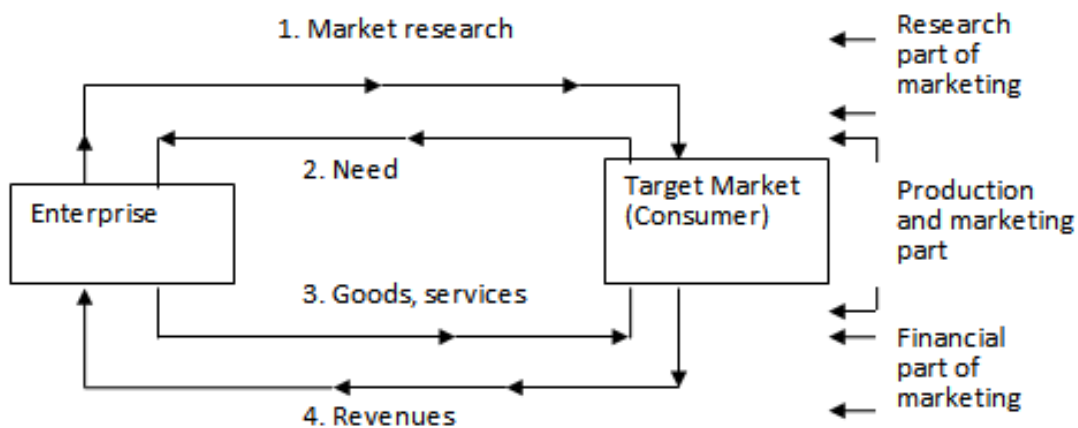 1. Market research
Research
part of
marketing
2. Need
Enterprise
Target Market
(Consumer)
Production
and marketing
part
3. Goods, services
Financial
part of
marketing
4. Revenues